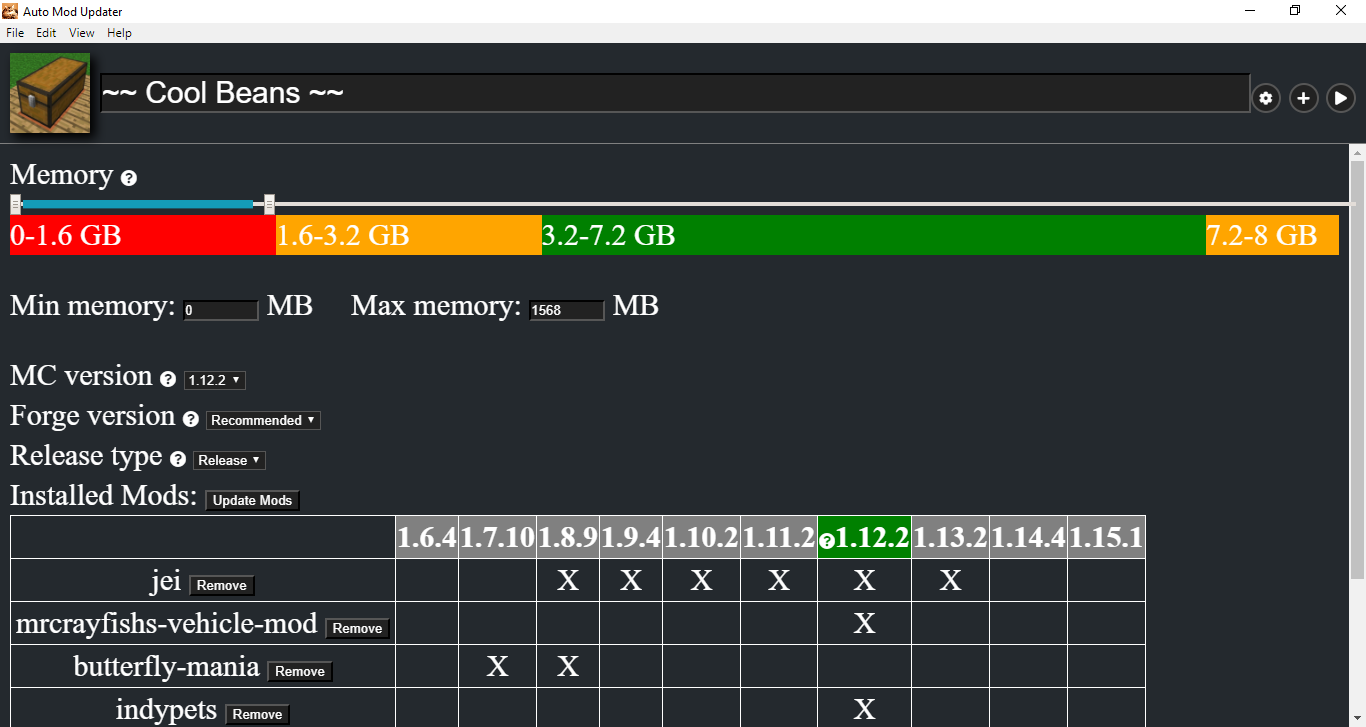 Auto Mod Updater
File Edit View Help
~~ Cool Beans ~~
Memory ?
0-1.6 GB 1.6-3.2 GB 3.2-7.2 GB 7.2-8 GB
Min memory: 0 MB Max memory: 1568 MB
MC version ? 1.12.2
Forge version ? Recommended
Release type ? Release
Installed Mods: Update Mods
1.6.4 1.7.10 1.8.9 1.9.4 1.10.2 1.11.2 ? 1.12.2 1.13.2 1.14.4 1.15.1
jei Remove X X X X X X
mrcrayfishs-vehicle-mod Remove X
butterfly-mania Remove X X
indypets Remove X